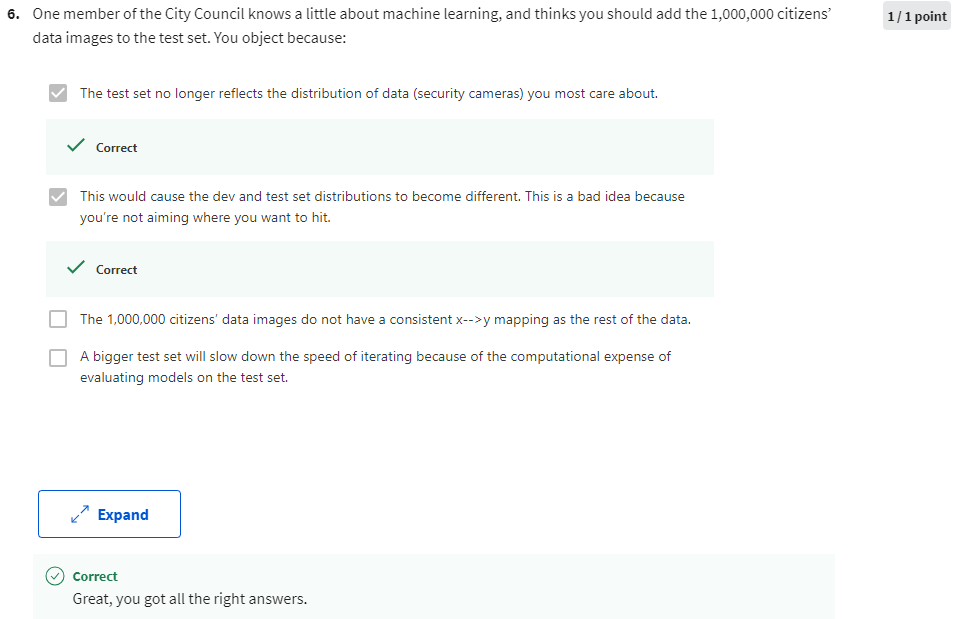 6. One member of the City Council knows a little about machine learning, and thinks you should add the 1,000,000 citizens’
data images to the test set. You object because:
1 / 1 point
The test set no longer reflects the distribution of data (security cameras) you most care about.
Correct
This would cause the dev and test set distributions to become different. This is a bad idea because
you’re not aiming where you want to hit.
Correct
The 1,000,000 citizens’ data images do not have a consistent x-->y mapping as the rest of the data.
A bigger test set will slow down the speed of iterating because of the computational expense of
evaluating models on the test set.
Expand
Correct
Great, you got all the right answers.